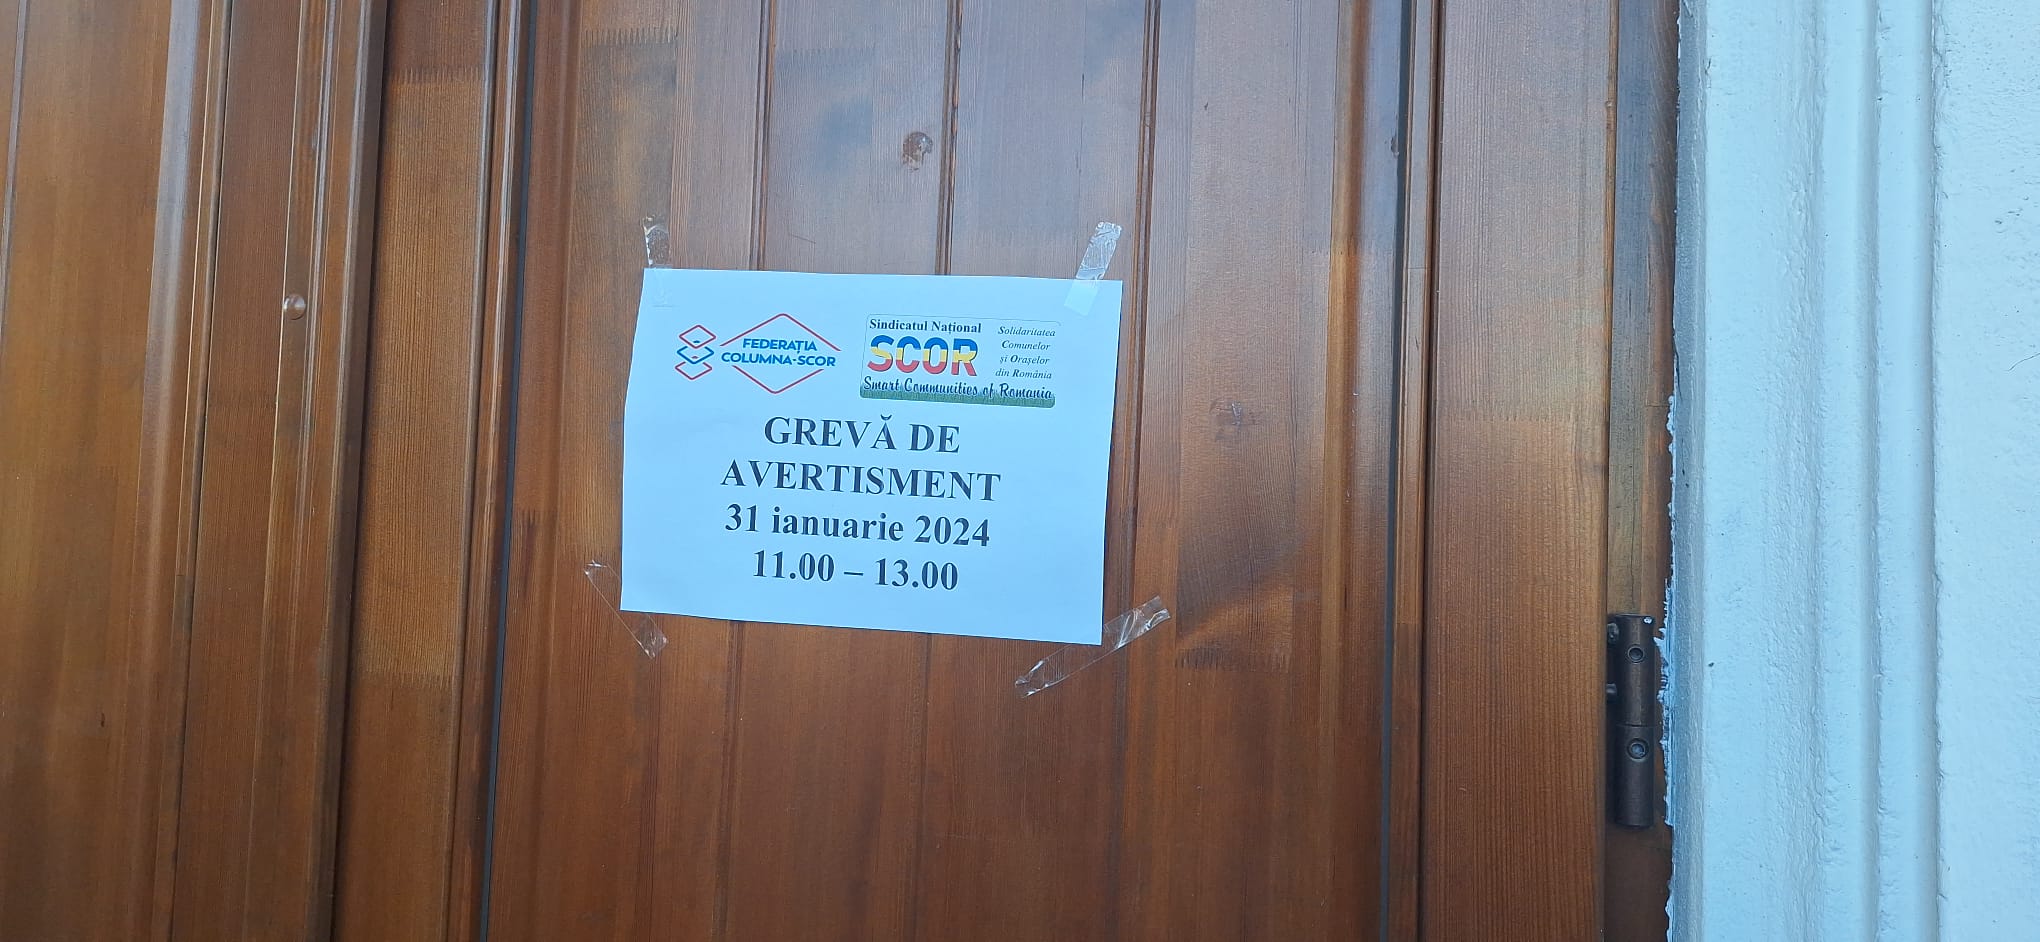 FEDERAȚIA
COLUMNA-SCOR
Sindicatul Național
SCOR
Solidaritatea
Comunelor
și Orașelor
din România
Smart Communities of Romania
GREVĂ DE
AVERTISMENT
31 ianuarie 2024
11.00 – 13.00